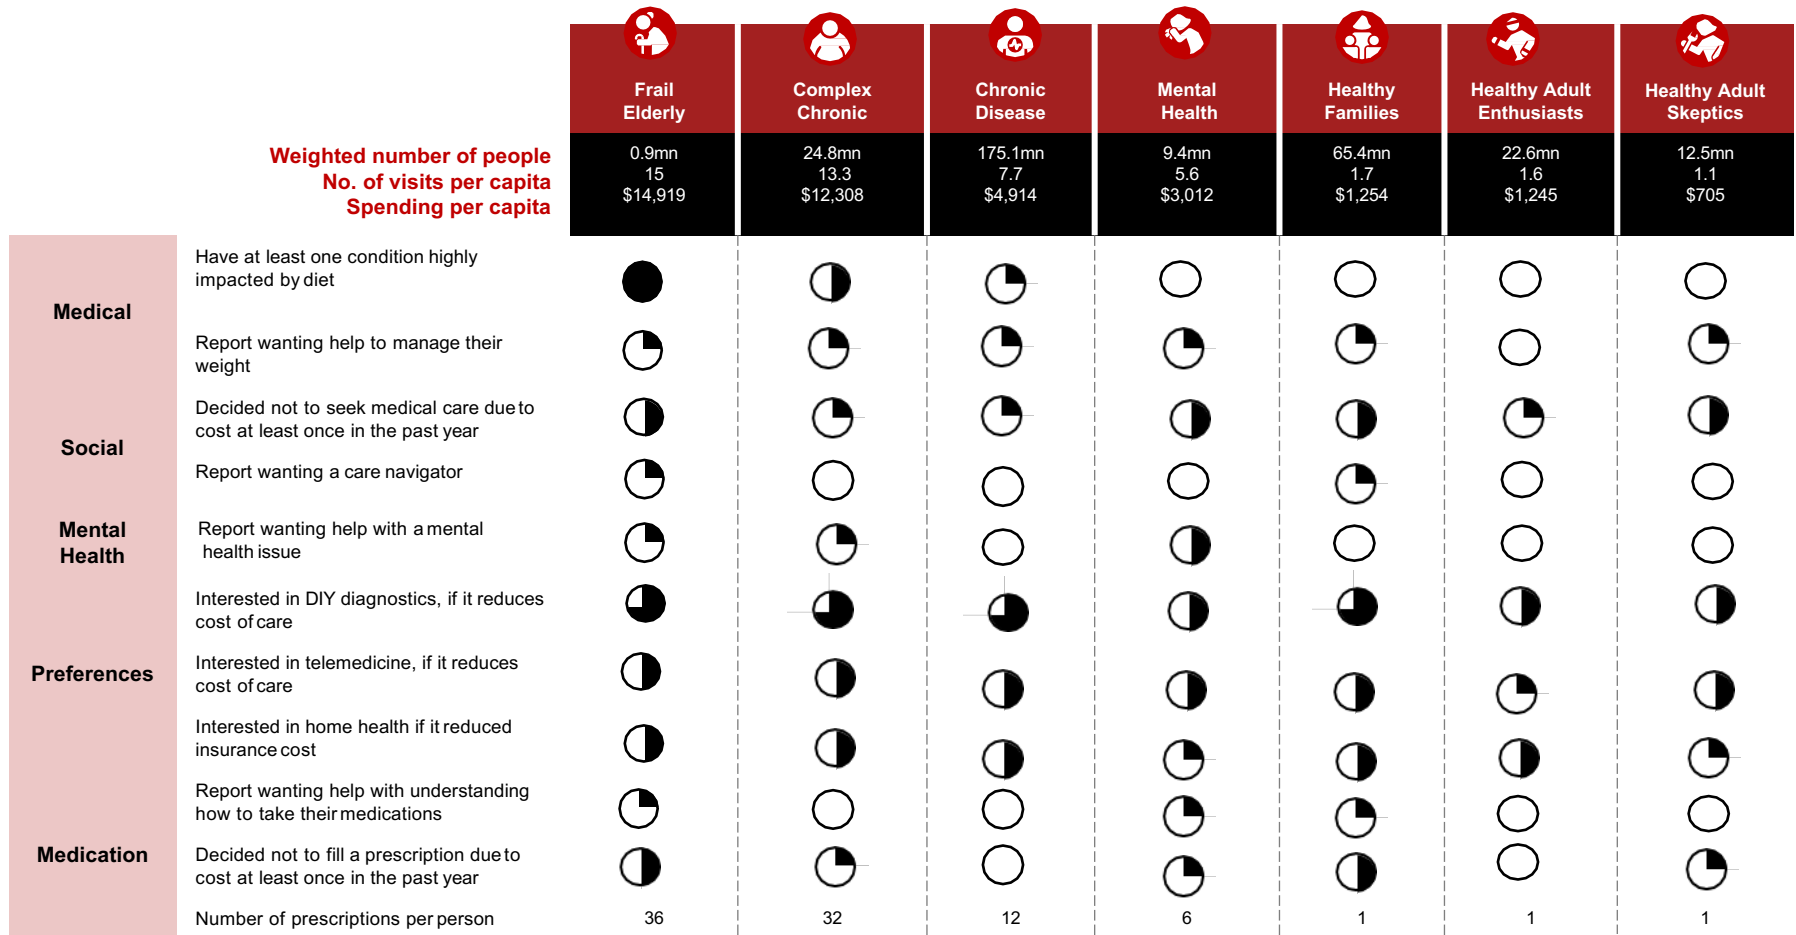 Frail
Elderly
Complex
Chronic
Chronic
Disease
Mental
Health
Healthy
Families
Healthy Adult
Enthusiasts
Healthy Adult
Skeptics
Weighted number of people
0.9mn
24.8mn
175.1mn
9.4mn
65.4mn
22.6mn
12.5mn
No. of visits per capita
15
13.3
7.7
5.6
1.7
1.6
1.1
Spending per capita
$14,919
$12,308
$4,914
$3,012
$1,254
$1,245
$705
Medical
Have at least one condition highly
impacted by diet
Report wanting help to manage their
weight
Social
Decided not to seek medical care due to
cost at least once in the past year
Report wanting a care navigator
Mental
Health
Report wanting help with a mental
health issue
Preferences
Interested in DIY diagnostics, if it reduces
cost of care
Interested in telemedicine, if it reduces
cost of care
Interested in home health if it reduced
insurance cost
Medication
Report wanting help with understanding
how to take their medications
Decided not to fill a prescription due to
cost at least once in the past year
Number of prescriptions per person
36
32
12
6
1
1
1